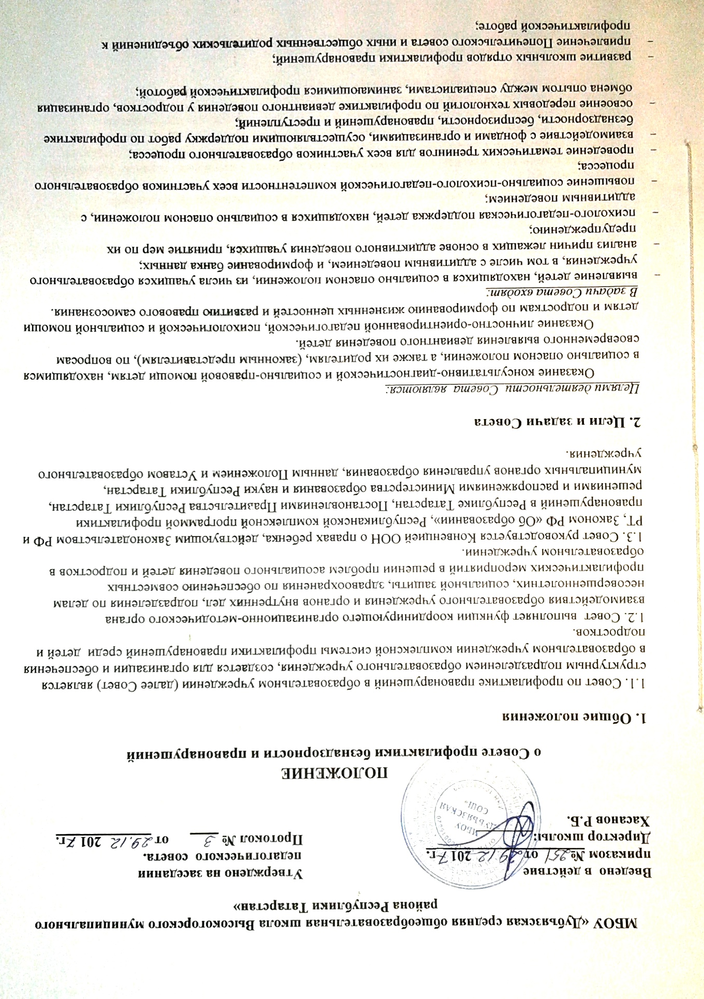 МБОУ «Дубъязская средняя общеобразовательная школа Высокогорского муниципального
района Республики Татарстан»
Введено в действие
приказом № 251 от 29.12 2017г.
Директор школы:
Хасанов Р.Б.
Утверждено на заседании
педагогического совета.
Протокол № 3 от 29.12. 2017г.
МБОУ
"ДУБЪЯЗСКАЯ
СОШ"
ПОЛОЖЕНИЕ
о Совете профилактики безнадзорности и правонарушений
1. Общие положения
1.1. Совет по профилактике правонарушений в образовательном учреждении (далее Совет) является
структурным подразделением образовательного учреждения, создается для организации и обеспечения
в образовательном учреждении комплексной системы профилактики правонарушений среди детей и
подростков.
1.2. Совет выполняет функции координирующего организационно-методического органа
взаимодействия образовательного учреждения и органов внутренних дел, подразделения по делам
несовершеннолетних, социальной защиты, здравоохранения по обеспечению совместных
профилактических мероприятий в решении проблем асоциального поведения детей и подростков в
образовательном учреждении.
1.3. Совет руководствуется Конвенцией ООН о правах ребенка, действующим Законодательством РФ и
РТ, Законом РФ «Об образовании», Республиканской комплексной программой профилактики
правонарушений в Республике Татарстан, Постановлениями Правительства Республики Татарстан,
решениями и распоряжениями Министерства образования и науки Республики Татарстан,
муниципальных органов управления образования, данным Положением и Уставом образовательного
учреждения.
2. Цели и задачи Совета
Целями деятельности Совета являются:
Оказание консультативно-диагностической и социально-правовой помощи детям, находящимся
в социально опасном положении, а также их родителям, (законным представителям), по вопросам
своевременного выявления девиантного поведения детей.
Оказание личностно-ориентированной педагогической, психологической и социальной помощи
детям и подросткам по формированию жизненных ценностей и развитию правового самосознания.
В задачи Совета входят:
– выявление детей, находящихся в социально опасном положении, из числа учащихся образовательного
учреждения, в том числе с аддитивным поведением, и формирование банка данных;
– анализ причин лежащих в основе аддиктивного поведения учащихся, принятие мер по их
предупреждению;
– психолого-педагогическая поддержка детей, находящихся в социально опасном положении, с
аддитивным поведением;
– повышение социально-психолого-педагогической компетентности всех участников образовательного
процесса;
– проведение тематических тренингов для всех участников образовательного процесса;
– взаимодействие с фондами и организациями, осуществляющими поддержку работ по профилактике
безнадзорности, беспризорности, правонарушений и преступлений;
– освоение передовых технологий по профилактике девиантного поведения у подростков, организация
обмена опытом между специалистами, занимающимися профилактической работой;
– развитие школьных отрядов профилактики правонарушений;
– привлечение Попечительского совета и иных общественных родительских объединений к
профилактической работе;